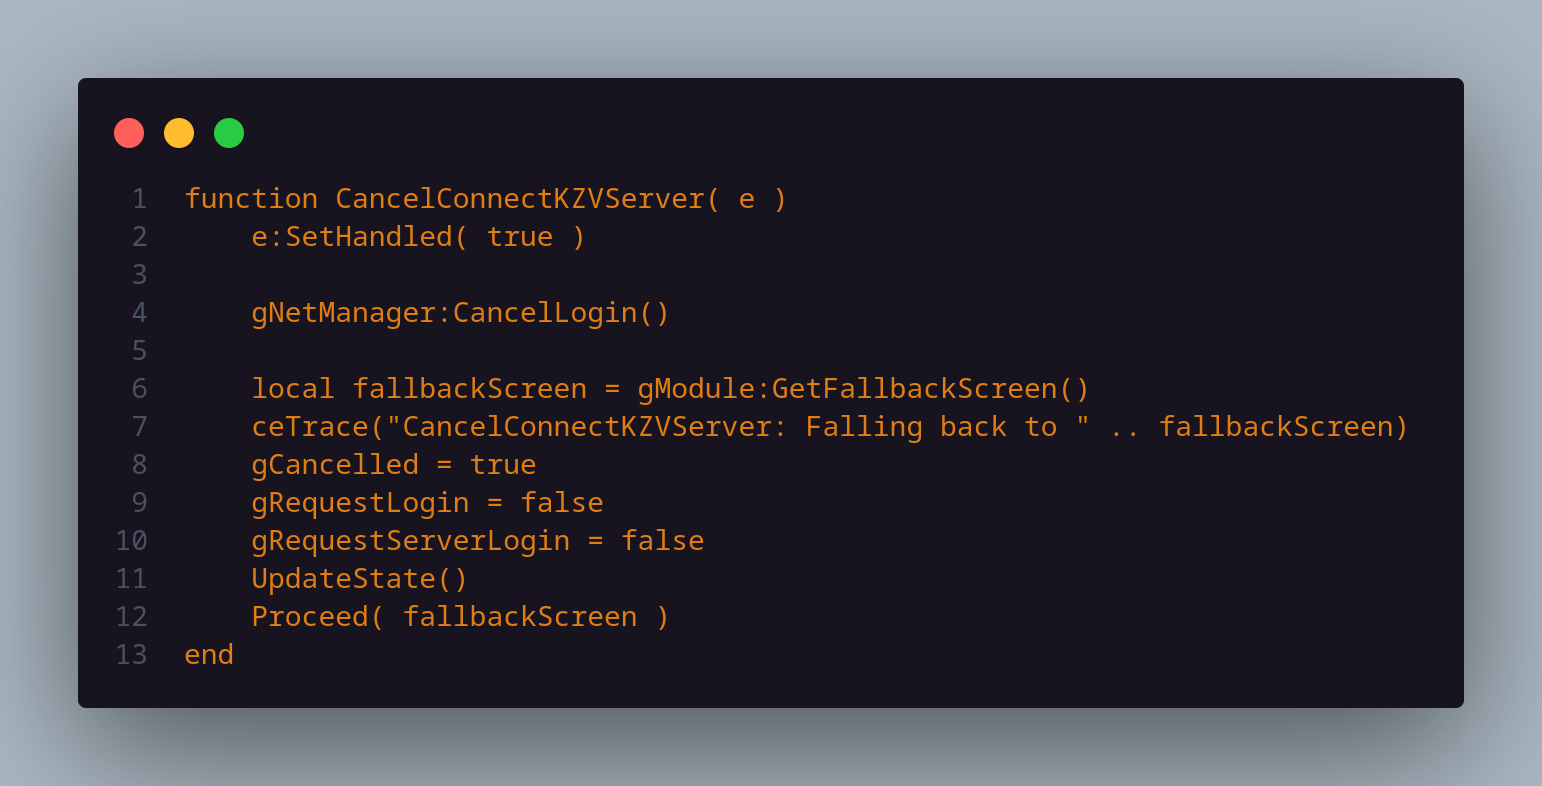 1 function CancelConnectKZVServer( e )
2     e:SetHandled( true )
3
4     gNetManager:CancelLogin()
5
6     local fallbackScreen = gModule:GetFallbackScreen()
7     ceTrace("CancelConnectKZVServer: Falling back to " .. fallbackScreen)
8     gCancelled = true
9     gRequestLogin = false
10     gRequestServerLogin = false
11     UpdateState()
12     Proceed( fallbackScreen )
13 end